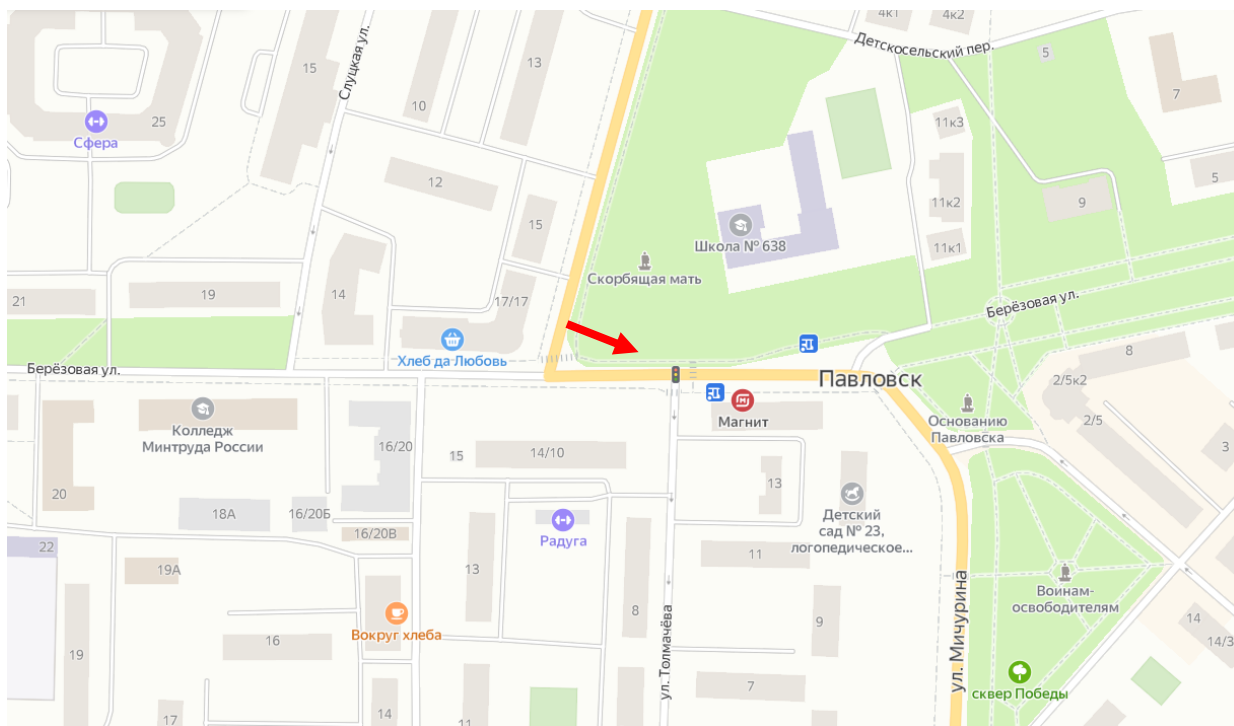 4к1
4к2
Детскосельский пер.
5
13
15
Слуцкая ул.
10
7
25
Сфера
11к3
12
5
11к2
9
15
Школа № 638
11к1
Скорбящая мать
21
19
14
17/17
Берёзовая ул.
Хлеб да Любовь
Берёзовая ул.
8
2/5к2
Павловск
Магнит
Основанию
Павловска
2/5
3
Колледж
Минтруда России
16/20
15
14/10
20
13
18А
16/20Б
Детский
сад № 23,
логопедическое...
16/20В
Радуга
22
11
19А
13
Воинам-
освободителям
8
9
Вокруг хлеба
ул. Толмачёва
ул. Мичурина
14
14/3
16
19
7
сквер Победы
17
14
11